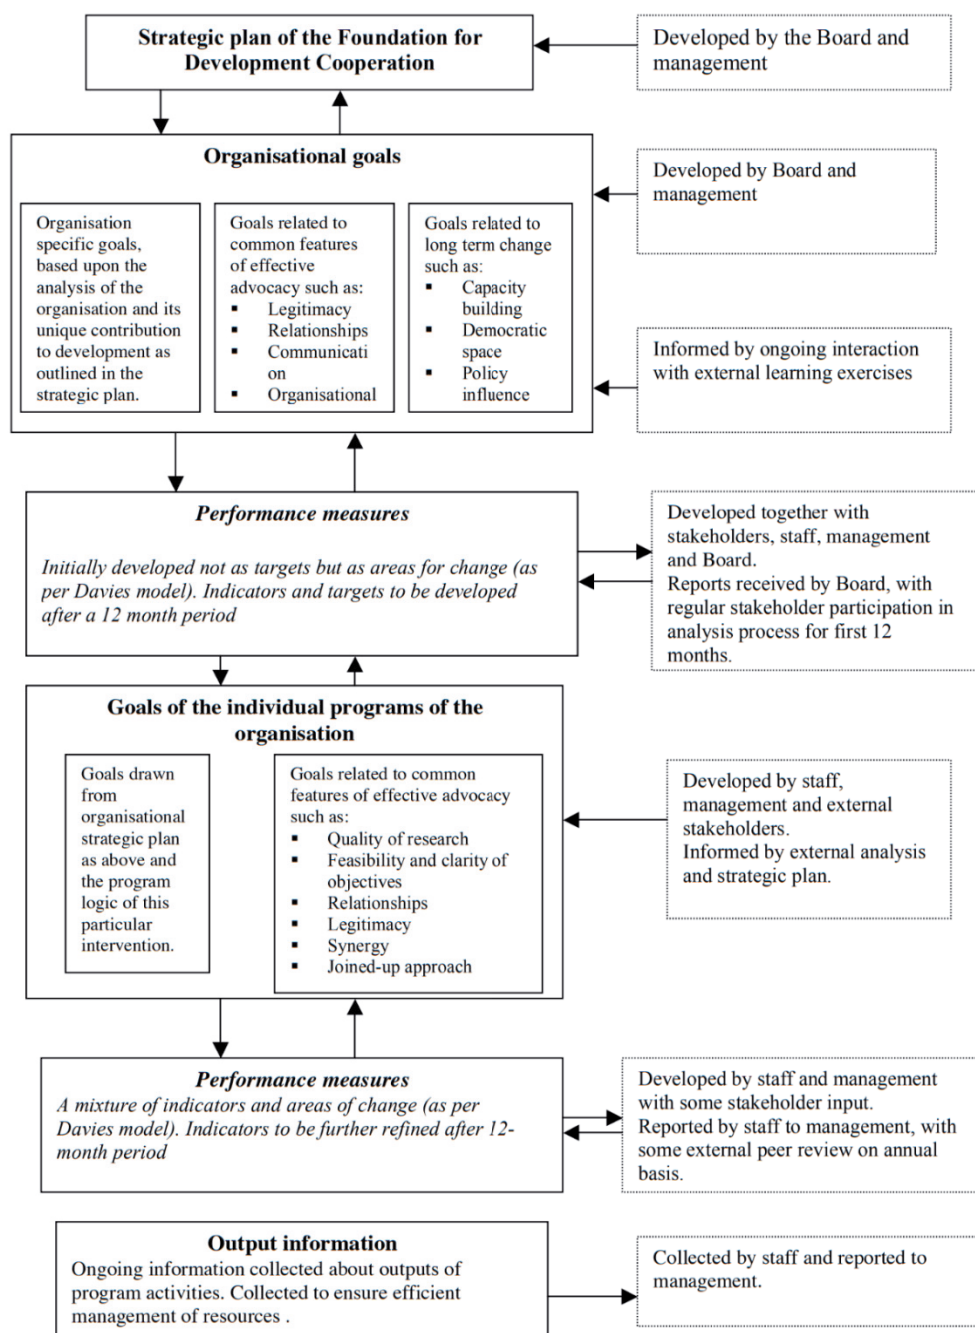 Strategic plan of the Foundation for
Development Cooperation
Developed by the Board and
management
Organisational goals
Organisation
specific goals,
based upon the
analysis of the
organisation and its
unique contribution
to development as
outlined in the
strategic plan.
Goals related to
common features
of effective
advocacy such as:
▪ Legitimacy
▪ Relationships
▪ Communicati
on
▪ Organisational
Goals related to
long term change
such as:
▪ Capacity
building
▪ Democratic
space
▪ Policy
influence
Developed by Board and
management
Informed by ongoing interaction
with external learning exercises
Performance measures
Initially developed not as targets but as areas for change (as
per Davies model). Indicators and targets to be developed
after a 12 month period
Developed together with
stakeholders, staff, management
and Board.
Reports received by Board, with
regular stakeholder participation in
analysis process for first 12
months.
Goals of the individual programs of the
organisation
Goals drawn
from
organisational
strategic plan
as above and
the program
logic of this
particular
intervention.
Goals related to common
features of effective advocacy
such as:
▪ Quality of research
▪ Feasibility and clarity of
objectives
▪ Relationships
▪ Legitimacy
▪ Synergy
▪ Joined-up approach
Developed by staff,
management and external
stakeholders.
Informed by external analysis
and strategic plan.
Performance measures
A mixture of indicators and areas of change (as per
Davies model). Indicators to be further refined after 12-
month period
Developed by staff and management
with some stakeholder input.
Reported by staff to management, with
some external peer review on annual
basis.
Output information
Ongoing information collected about outputs of
program activities. Collected to ensure efficient
management of resources .
Collected by staff and reported to
management.